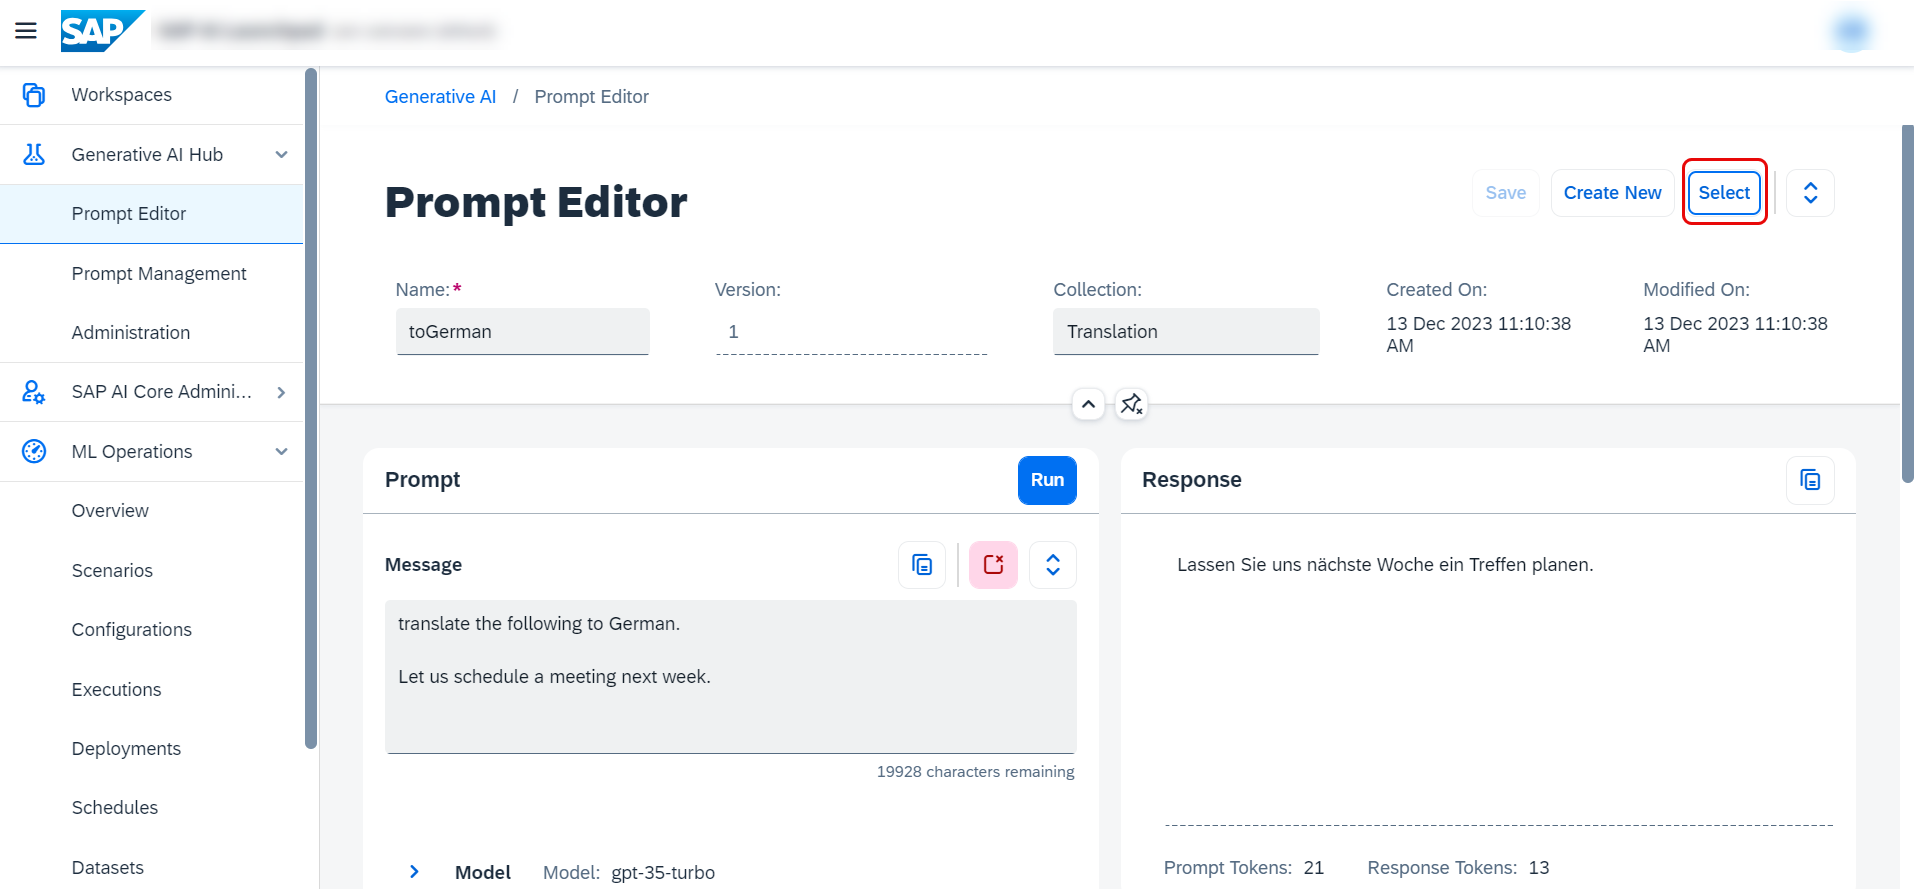 SAP
Workspaces
Generative AI Hub
Prompt Editor
Prompt Management
Administration
SAP AI Core Admini...
ML Operations
Overview
Scenarios
Configurations
Executions
Deployments
Schedules
Datasets
Generative AI / Prompt Editor
Prompt Editor
Save
Create New
Select
Name:*
toGerman
Version:
1
Collection:
Translation
Created On:
13 Dec 2023 11:10:38
AM
Modified On:
13 Dec 2023 11:10:38
AM
Prompt
Run
Message
translate the following to German.
Let us schedule a meeting next week.
19928 characters remaining
Model Model: gpt-35-turbo
Response
Lassen Sie uns nächste Woche ein Treffen planen.
Prompt Tokens: 21 Response Tokens: 13